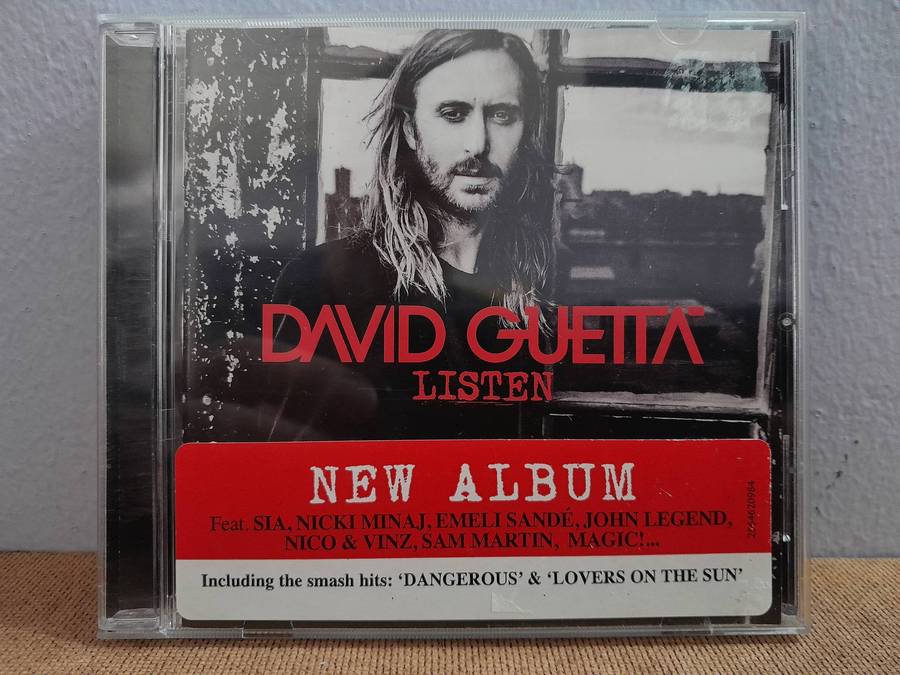 DAVID GUETTA
LISTEN
NEW ALBUM
Feat. SIA, NICKI MINAJ, EMELI SANDÉ, JOHN LEGEND,
NICO & VINZ, SAM MARTIN, MAGIC!...
Including the smash hits: ‘DANGEROUS’ & ‘LOVERS ON THE SUN’
2564620984